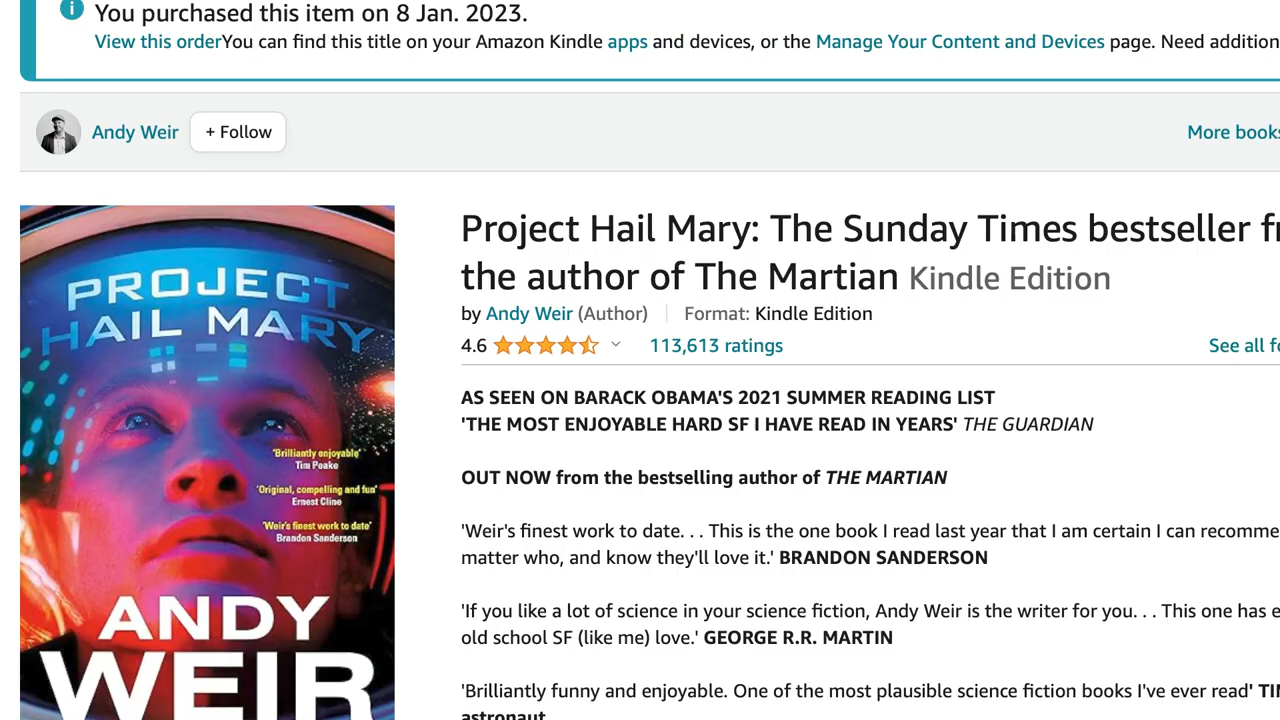 You purchased this item on 8 Jan. 2023.
View this orderYou can find this title on your Amazon Kindle apps and devices, or the Manage Your Content and Devices page. Need addition
Andy Weir + Follow More books
PROJECT
HAIL MARY
'Brilliantly enjoyable'
Tim Peake
'Original, compelling and fun'
Ernest Cline
'Weir's finest work to date'
Brandon Sanderson
ANDY
WEIR
Project Hail Mary: The Sunday Times bestseller fr
the author of The Martian Kindle Edition
by Andy Weir (Author) Format: Kindle Edition
4.6 113,613 ratings See all fo
AS SEEN ON BARACK OBAMA'S 2021 SUMMER READING LIST
'THE MOST ENJOYABLE HARD SF I HAVE READ IN YEARS' THE GUARDIAN
OUT NOW from the bestselling author of THE MARTIAN
'Weir's finest work to date. . . This is the one book I read last year that I am certain I can recomme
matter who, and know they'll love it.' BRANDON SANDERSON
'If you like a lot of science in your science fiction, Andy Weir is the writer for you. . . This one has e
old school SF (like me) love.' GEORGE R.R. MARTIN
'Brilliantly funny and enjoyable. One of the most plausible science fiction books I've ever read' TI
astronaut